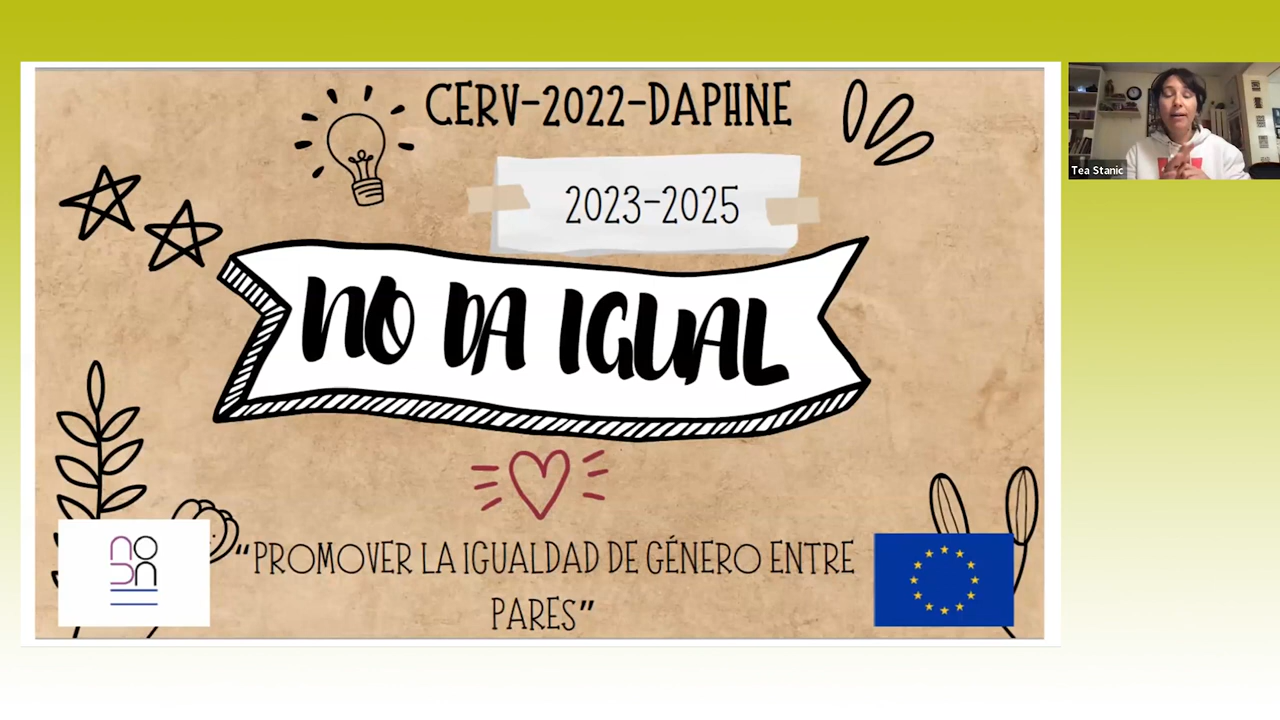 CERV-2022-DAPHNE
2023-2025
NO DA IGUAL
“PROMOVER LA IGUALDAD DE GÉNERO ENTRE
PARES”
Tea Stanic